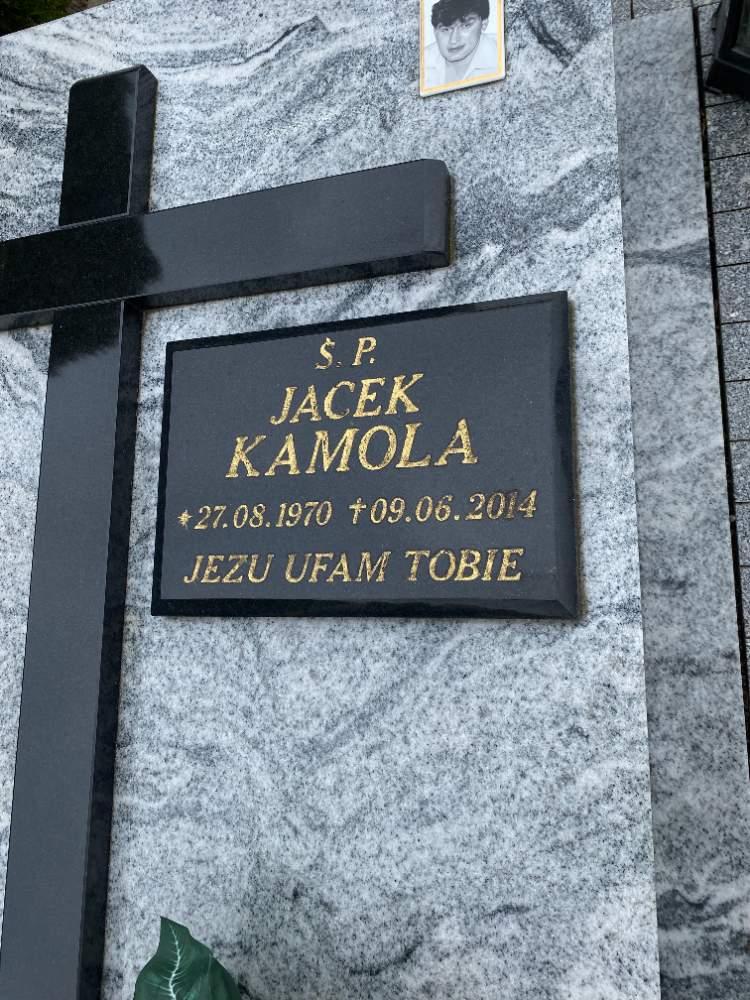 Ś. P.
JACEK
KAMOLA
*27.08.1970 †09.06.2014
JEZU UFAM TOBIE